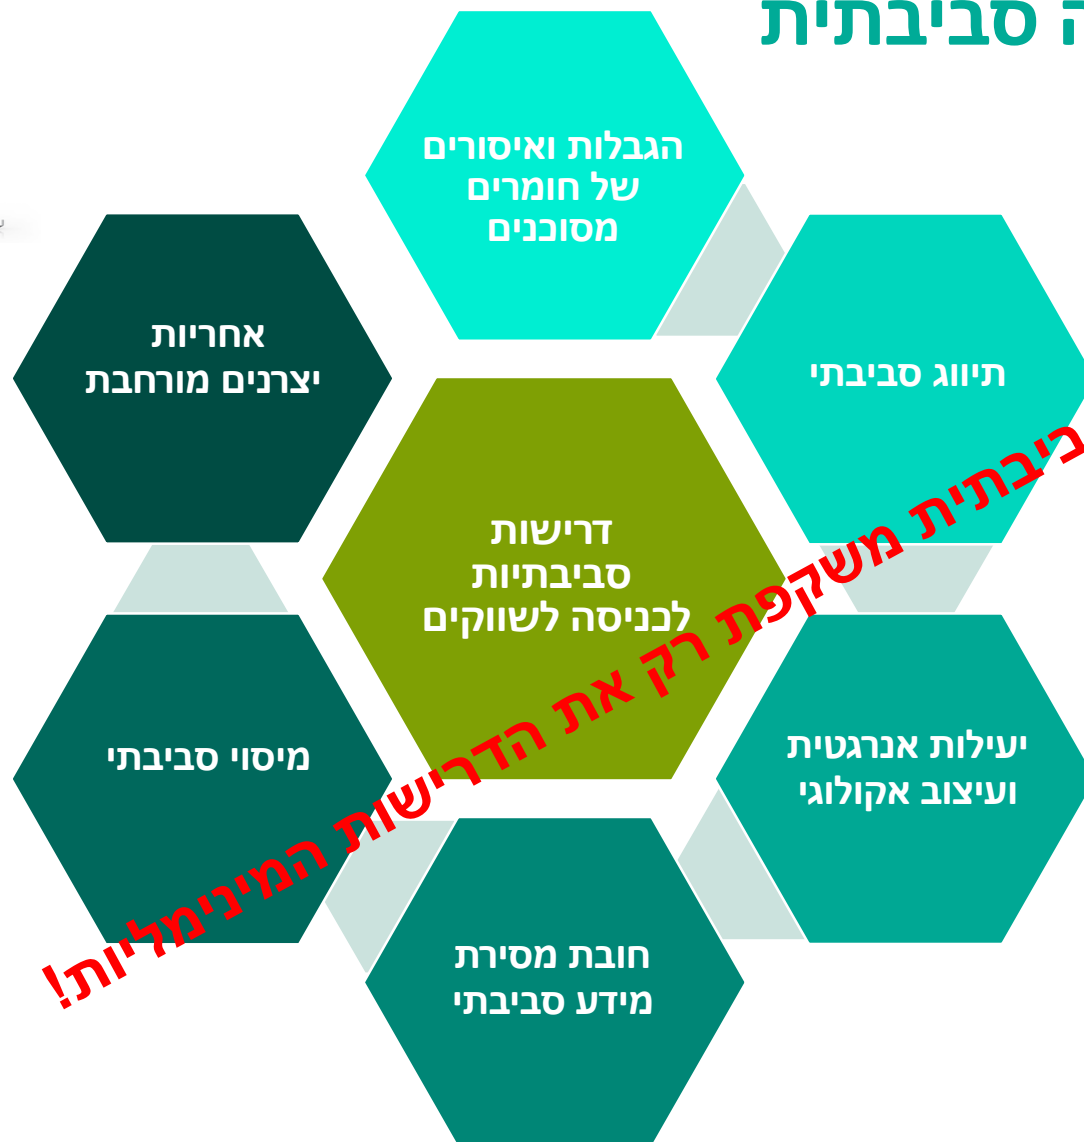 סביבתית
הגבלות ואיסורים
של חומרים
מסוכנים
תיווג סביבתי
יעילות אנרגטית
ועיצוב אקולוגי
חובת מסירת
מידע סביבתי
מיסוי סביבתי
אחריות
יצרנים מורחבת
דרישות
סביבתיות
לכניסה לשווקים
משקפת רק את הדרישות המינימליות!